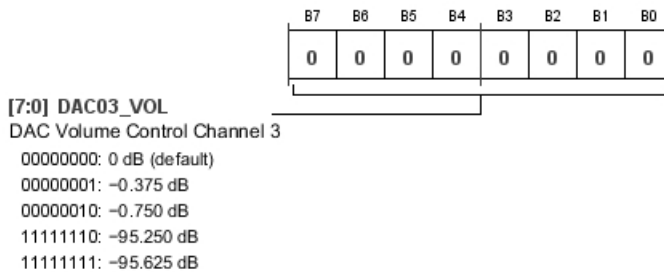 B7 B6 B5 B4 B3 B2 B1 B0
0 0 0 0 0 0 0 0
[7:0] DAC03_VOL
DAC Volume Control Channel 3
00000000: 0 dB (default)
00000001: −0.375 dB
00000010: −0.750 dB
11111110: −95.250 dB
11111111: −95.625 dB